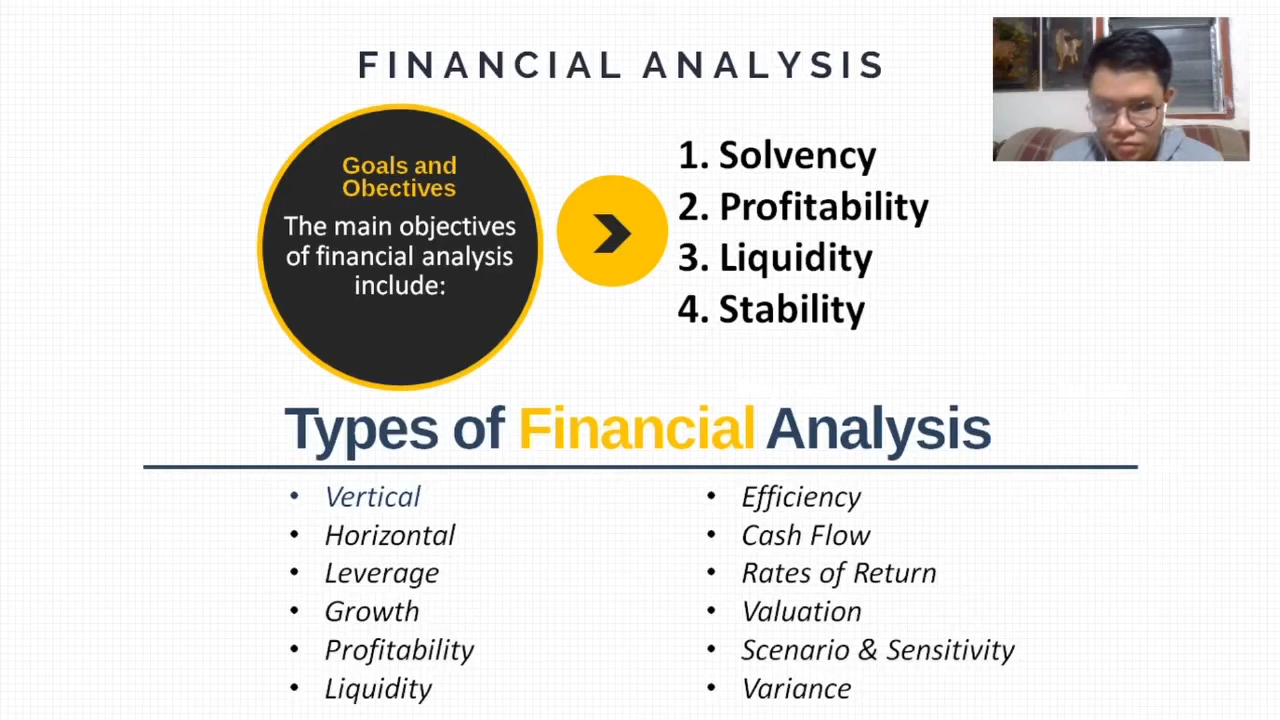 FINANCIAL ANALYSIS
Goals and
Obectives
The main objectives
of financial analysis
include:
1. Solvency
2. Profitability
3. Liquidity
4. Stability
Types of Financial Analysis
• Vertical
• Horizontal
• Leverage
• Growth
• Profitability
• Liquidity
• Efficiency
• Cash Flow
• Rates of Return
• Valuation
• Scenario & Sensitivity
• Variance